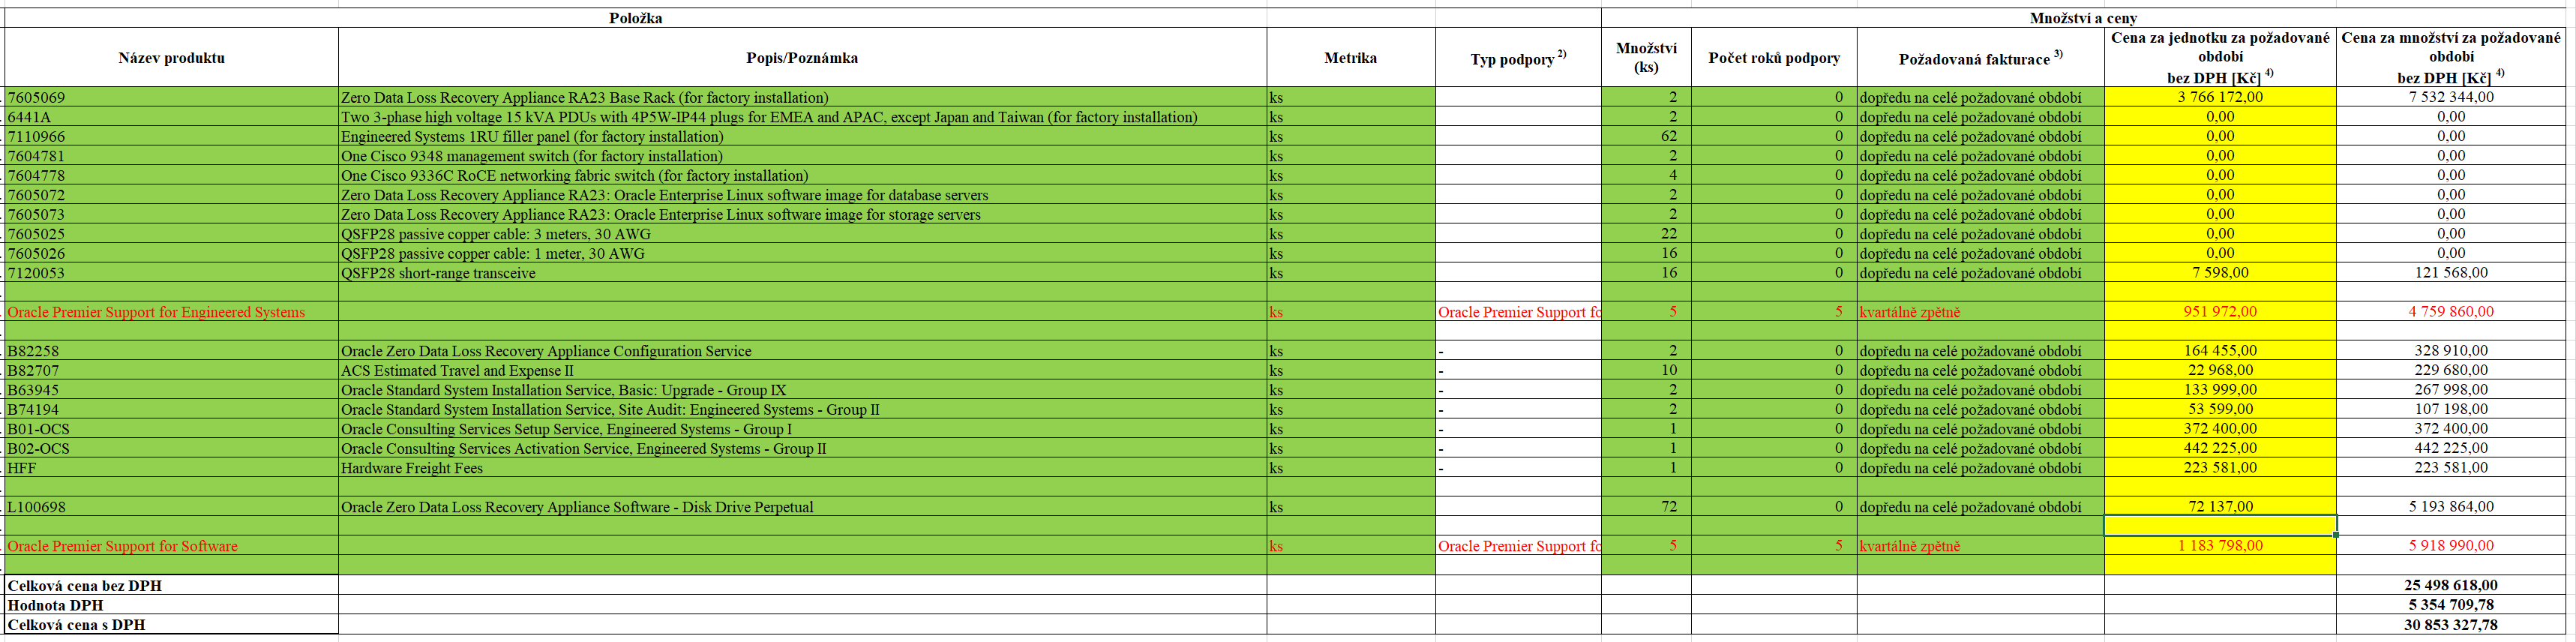 Položka Množství a ceny
Název produktu Popis/Poznámka Metrika Typ podpory 2) Množství (ks) Počet roků podpory Požadovaná fakturace 3) Cena za jednotku za požadované období bez DPH [Kč] 4) Cena za množství za požadované období bez DPH [Kč] 4)
7605069 Zero Data Loss Recovery Appliance RA23 Base Rack (for factory installation) ks 2 0 dopředu na celé požadované období 3 766 172,00 7 532 344,00
6441A Two 3-phase high voltage 15 kVA PDUs with 4P5W-IP44 plugs for EMEA and APAC, except Japan and Taiwan (for factory installation) ks 2 0 dopředu na celé požadované období 0,00 0,00
7110966 Engineered Systems 1RU filler panel (for factory installation) ks 62 0 dopředu na celé požadované období 0,00 0,00
7604781 One Cisco 9348 management switch (for factory installation) ks 2 0 dopředu na celé požadované období 0,00 0,00
7604778 One Cisco 9336C RoCE networking fabric switch (for factory installation) ks 4 0 dopředu na celé požadované období 0,00 0,00
7605072 Zero Data Loss Recovery Appliance RA23: Oracle Enterprise Linux software image for database servers ks 2 0 dopředu na celé požadované období 0,00 0,00
7605073 Zero Data Loss Recovery Appliance RA23: Oracle Enterprise Linux software image for storage servers ks 2 0 dopředu na celé požadované období 0,00 0,00
7605025 QSFP28 passive copper cable: 3 meters, 30 AWG ks 22 0 dopředu na celé požadované období 0,00 0,00
7605026 QSFP28 passive copper cable: 1 meter, 30 AWG ks 16 0 dopředu na celé požadované období 0,00 0,00
7120053 QSFP28 short-range transceive ks 16 0 dopředu na celé požadované období 7 598,00 121 568,00
Oracle Premier Support for Engineered Systems ks Oracle Premier Support fo 5 5 kvartálně zpětně 951 972,00 4 759 860,00
B82258 Oracle Zero Data Loss Recovery Appliance Configuration Service ks - 2 0 dopředu na celé požadované období 164 455,00 328 910,00
B82707 ACS Estimated Travel and Expense II ks - 10 0 dopředu na celé požadované období 22 968,00 229 680,00
B63945 Oracle Standard System Installation Service, Basic: Upgrade - Group IX ks - 2 0 dopředu na celé požadované období 133 999,00 267 998,00
B74194 Oracle Standard System Installation Service, Site Audit: Engineered Systems - Group II ks - 2 0 dopředu na celé požadované období 53 599,00 107 198,00
B01-OCS Oracle Consulting Services Setup Service, Engineered Systems - Group I ks - 1 0 dopředu na celé požadované období 372 400,00 372 400,00
B02-OCS Oracle Consulting Services Activation Service, Engineered Systems - Group II ks - 1 0 dopředu na celé požadované období 442 225,00 442 225,00
HFF Hardware Freight Fees ks - 1 0 dopředu na celé požadované období 223 581,00 223 581,00
L100698 Oracle Zero Data Loss Recovery Appliance Software - Disk Drive Perpetual ks 72 0 dopředu na celé požadované období 72 137,00 5 193 864,00
Oracle Premier Support for Software ks Oracle Premier Support fo 5 5 kvartálně zpětně 1 183 798,00 5 918 990,00
Celková cena bez DPH 25 498 618,00
Hodnota DPH 5 354 709,78
Celková cena s DPH 30 853 327,78